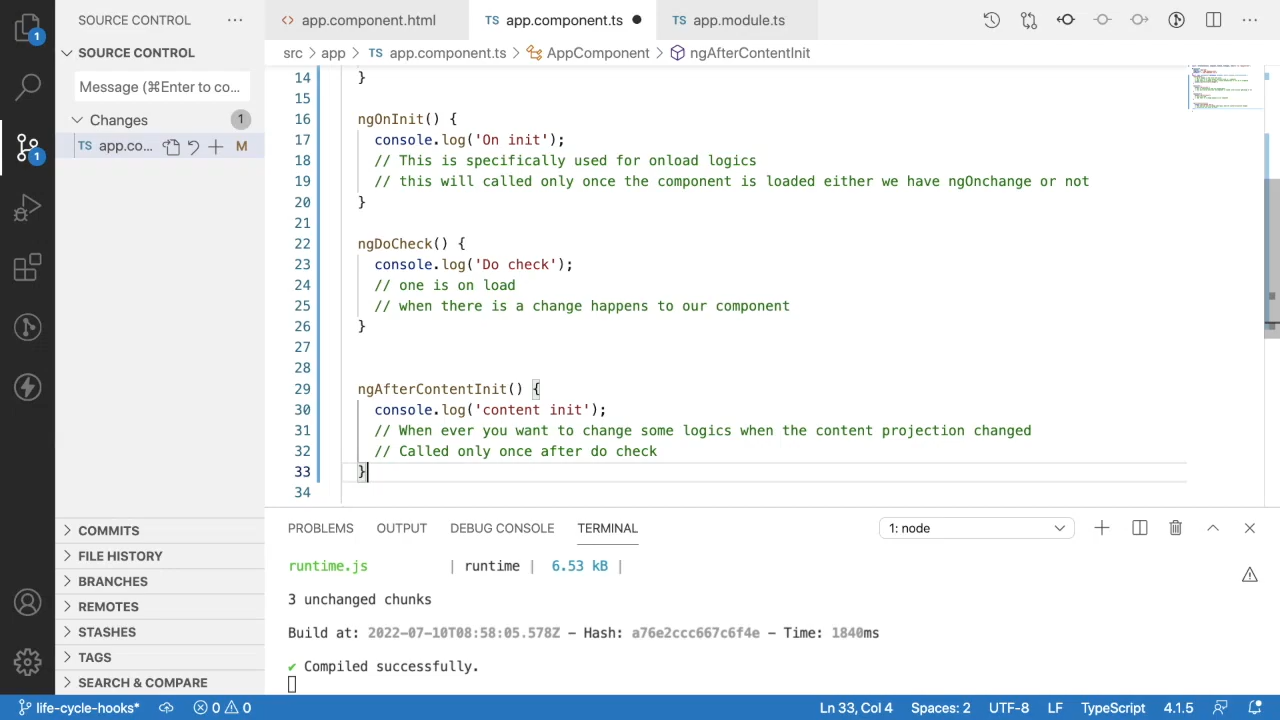 SOURCE CONTROL
app.component.html
TS app.component.ts
TS app.module.ts
1
SOURCE CONTROL
src > app > TS app.component.ts > AppComponent > ngAfterContentInit
Message (⌘Enter to co...
Changes 1
TS app.co... M
1
14 }
15
16 ngOnInit() {
17 console.log('On init');
18 // This is specifically used for onload logics
19 // this will called only once the component is loaded either we have ngOnchange or not
20 }
21
22 ngDoCheck() {
23 console.log('Do check');
24 // one is on load
25 // when there is a change happens to our component
26 }
27
28
29 ngAfterContentInit() {
30 console.log('content init');
31 // When ever you want to change some logics when the content projection changed
32 // Called only once after do check
33 }
34
COMMITS
FILE HISTORY
BRANCHES
REMOTES
STASHES
TAGS
SEARCH & COMPARE
PROBLEMS OUTPUT DEBUG CONSOLE TERMINAL 1: node
runtime.js | runtime | 6.53 kB |
3 unchanged chunks
Build at: 2022-07-10T08:58:05.578Z - Hash: a76e2ccc667c6f4e - Time: 1840ms
✔ Compiled successfully.
life-cycle-hooks* 0 0 Ln 33, Col 4 Spaces: 2 UTF-8 LF TypeScript 4.1.5